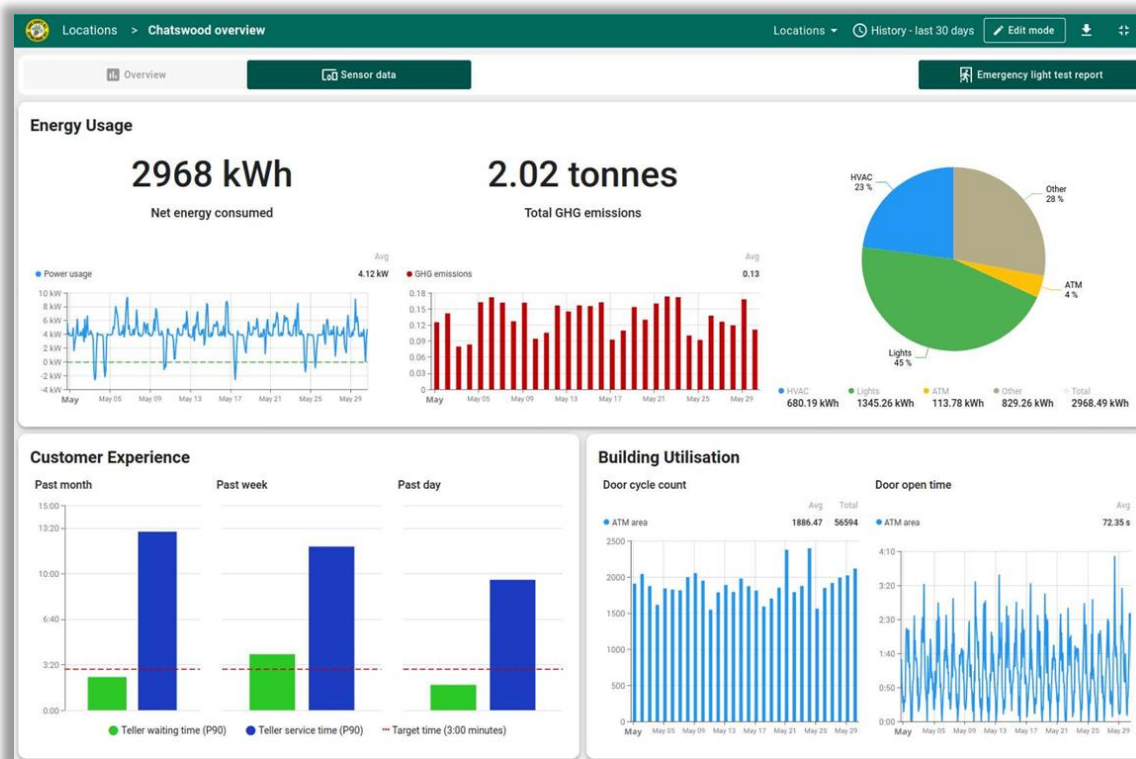 Locations > Chatswood overview
Locations
History - last 30 days
Edit mode
Overview
Sensor data
Emergency light test report
Energy Usage
2968 kWh
Net energy consumed
Avg
Power usage 4.12 kW
10 kW
8 kW
6 kW
4 kW
2 kW
0 kW
-2 kW
-4 kW
May May 05 May 09 May 13 May 17 May 21 May 25 May 29
2.02 tonnes
Total GHG emissions
Avg
GHG emissions 0.13
0.18
0.15
0.12
0.09
0.06
0.03
0
May May 05 May 09 May 13 May 17 May 21 May 25 May 29
HVAC
23 %
Other
28 %
ATM
4 %
Lights
45 %
HVAC Lights ATM Other Total
680.19 kWh 1345.26 kWh 113.78 kWh 829.26 kWh 2968.49 kWh
Customer Experience
Past month Past week Past day
15:00
13:20
10:00
6:40
3:20
0:00
Teller waiting time (P90) Teller service time (P90) Target time (3:00 minutes)
Building Utilisation
Door cycle count
Avg Total
ATM area 1886.47 56594
2500
2000
1500
1000
500
0
May May 05 May 09 May 13 May 17 May 21 May 25 May 29
Door open time
Avg
ATM area 72.35 s
4:10
3:20
2:30
1:40
0:50
0:00
May May 05 May 09 May 13 May 17 May 21 May 25 May 29